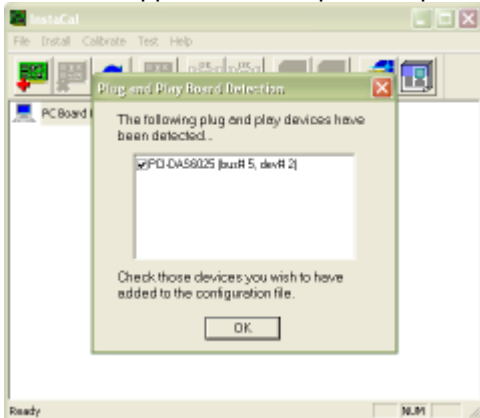 InstaCal
File Install Calibrate Test Help
Plug and Play Board Detection
PC Board
The following plug and play devices have
been detected...
PCI-DAS6025 (bus# 5, dev# 2)
Check those devices you wish to have
added to the configuration file.
OK
Ready
NUM